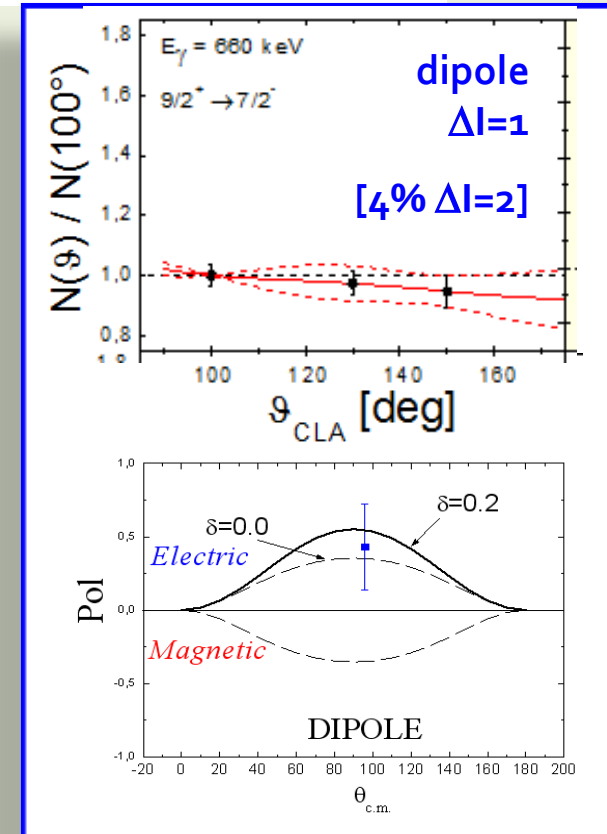 1,8
1,6
1,4
1,2
1,0
0,8
N(ϑ) / N(100°)
Eγ = 660 keV
9/2⁺ →7/2⁻
dipole
ΔI=1
[4% ΔI=2]
100 120 140 160
ϑCLA [deg]
1,0
0,5
0,0
-0,5
-1,0
Pol
δ=0.0
δ=0.2
Electric
Magnetic
DIPOLE
-20 0 20 40 60 80 100 120 140 160 180 200
θc.m.